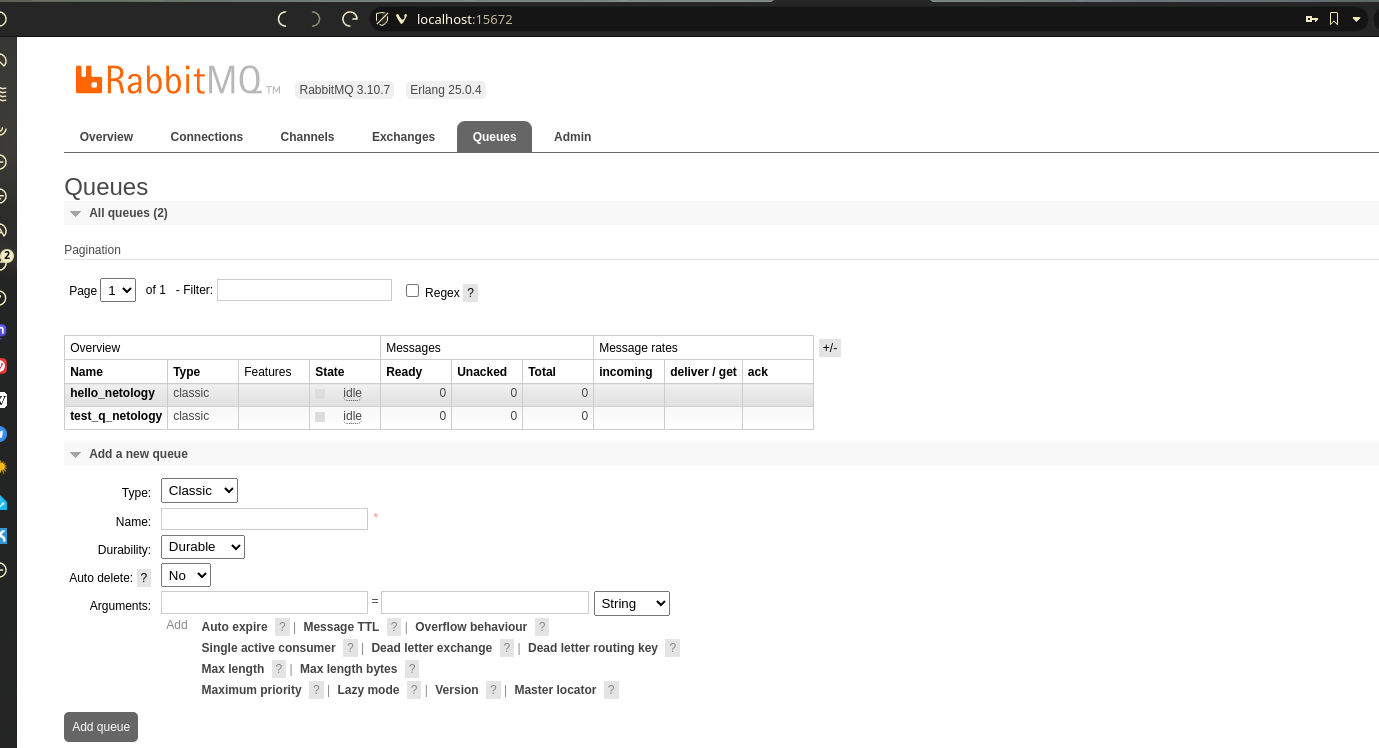 localhost:15672
RabbitMQ TM RabbitMQ 3.10.7 Erlang 25.0.4
Overview Connections Channels Exchanges Queues Admin
Queues
All queues (2)
Pagination
2
Page 1 of 1 - Filter: Regex ?
Overview Messages Message rates +/-
Name Type Features State Ready Unacked Total incoming deliver / get ack
hello_netology classic idle 0 0 0
test_q_netology classic idle 0 0 0
Add a new queue
Type: Classic
Name: *
Durability: Durable
Auto delete: ? No
Arguments: = String
Add Auto expire ? | Message TTL ? | Overflow behaviour ?
Single active consumer ? | Dead letter exchange ? | Dead letter routing key ?
Max length ? | Max length bytes ?
Maximum priority ? | Lazy mode ? | Version ? | Master locator ?
Add queue